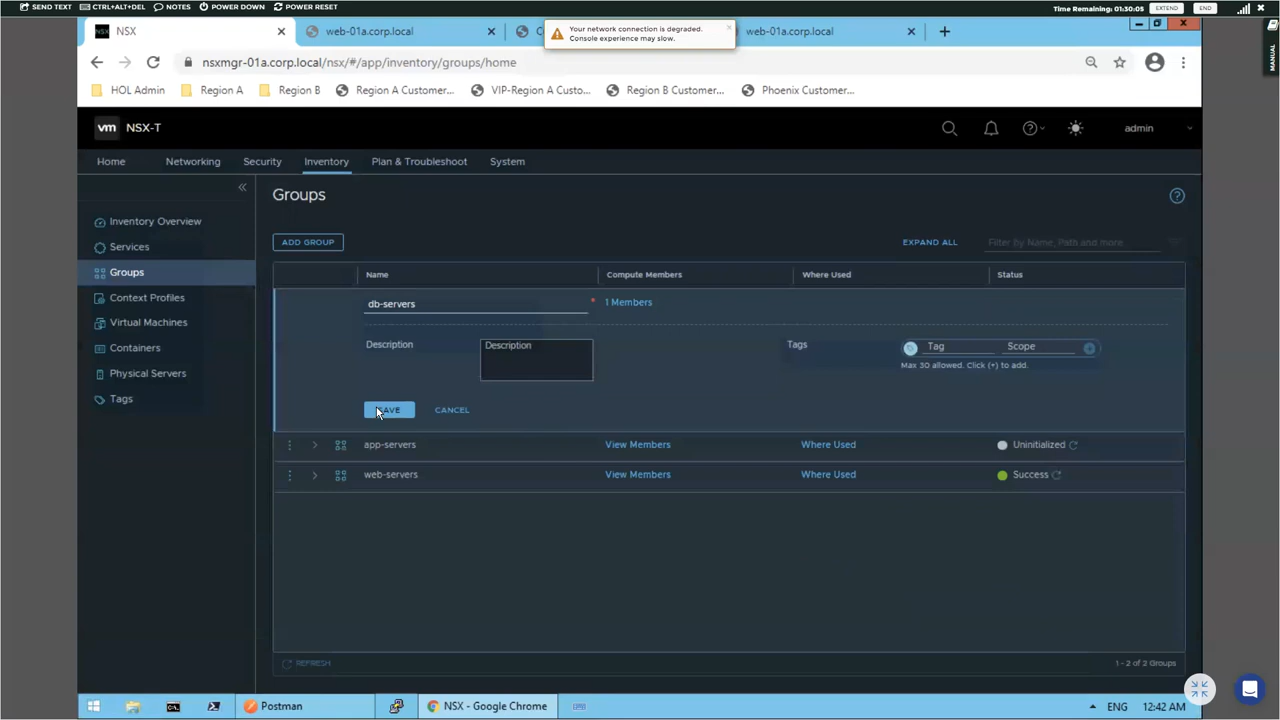 SEND TEXT CTRL+ALT+DEL NOTES POWER DOWN POWER RESET Time Remaining: 01:30:05 EXTEND END
MANUAL
Your network connection is degraded.
Console experience may slow.
NSX NSX web-01a.corp.local web-01a.corp.local
nsxmgr-01a.corp.local/nsx/#/app/inventory/groups/home
HOL Admin Region A Region B Region A Customer... VIP-Region A Custo... Region B Customer... Phoenix Customer...
vm NSX-T admin
Home Networking Security Inventory Plan & Troubleshoot System
Groups
Inventory Overview
Services
Groups
Context Profiles
Virtual Machines
Containers
Physical Servers
Tags
ADD GROUP EXPAND ALL Filter by Name, Path and more.
Name Compute Members Where Used Status
db-servers * 1 Members
Description Description Tags Tag Scope
Max 30 allowed. Click (+) to add.
SAVE CANCEL
app-servers View Members Where Used Uninitialized
web-servers View Members Where Used Success
REFRESH 1 - 2 of 2 Groups
Postman NSX - Google Chrome ENG 12:42 AM